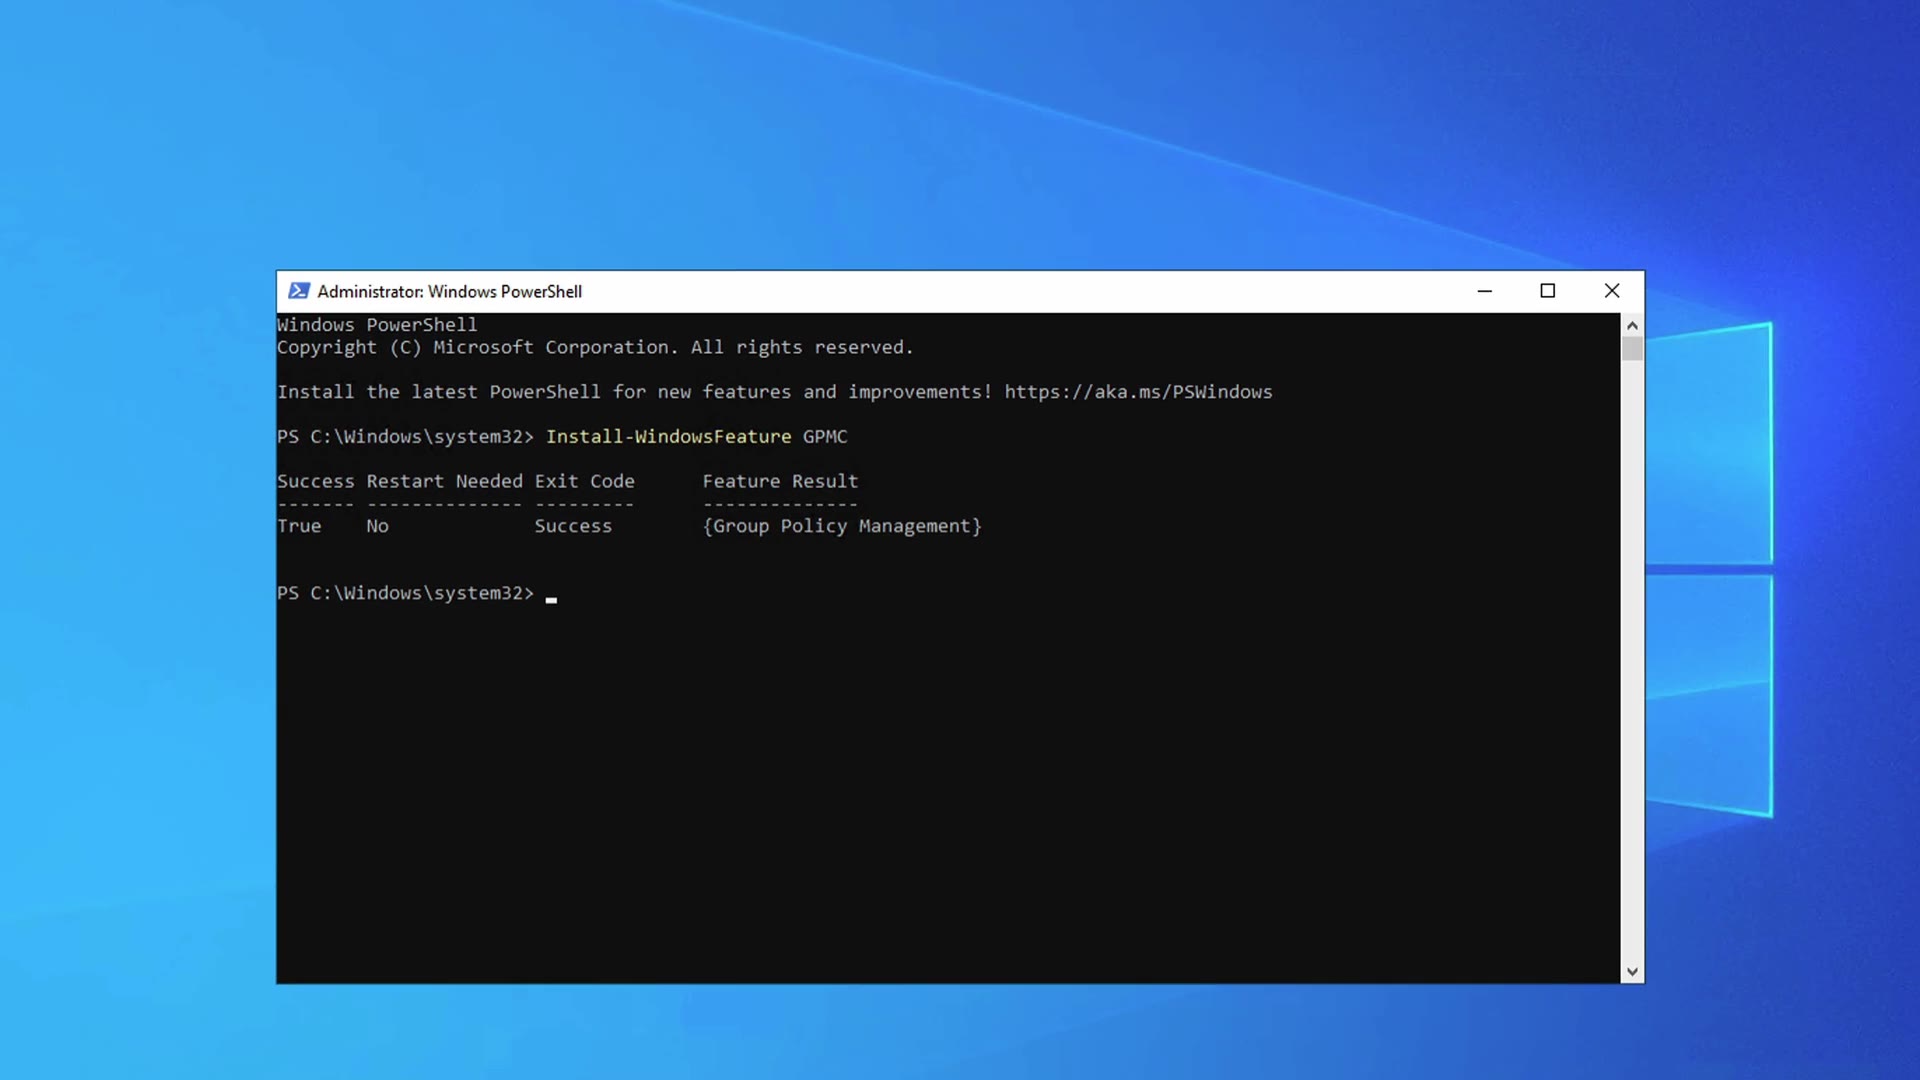 Administrator: Windows PowerShell
Windows PowerShell
Copyright (C) Microsoft Corporation. All rights reserved.
Install the latest PowerShell for new features and improvements! https://aka.ms/PSWindows
PS C:\Windows\system32> Install-WindowsFeature GPMC
Success Restart Needed Exit Code      Feature Result
------- -------------- ---------      --------------
True    No             Success        {Group Policy Management}
PS C:\Windows\system32>